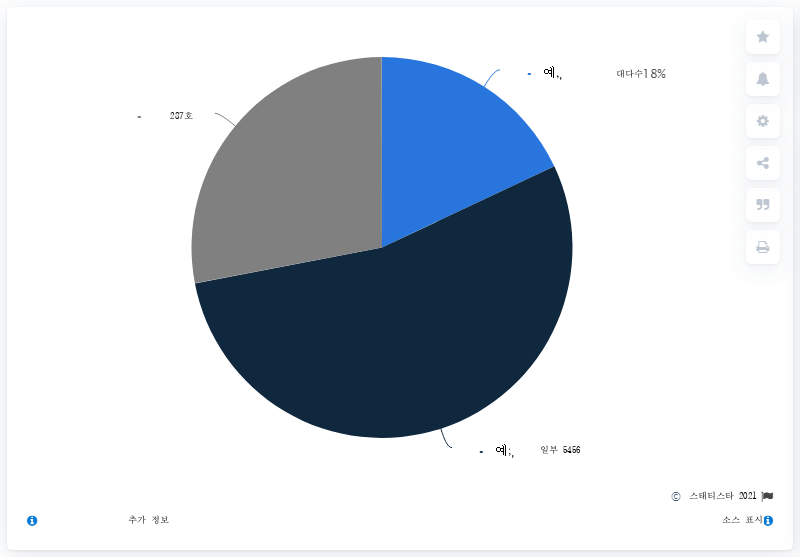 - 예, 대다수18%
- 287호
- 예;, 일부 5456
© 스태티스타 2021
추가 정보
소스 표시